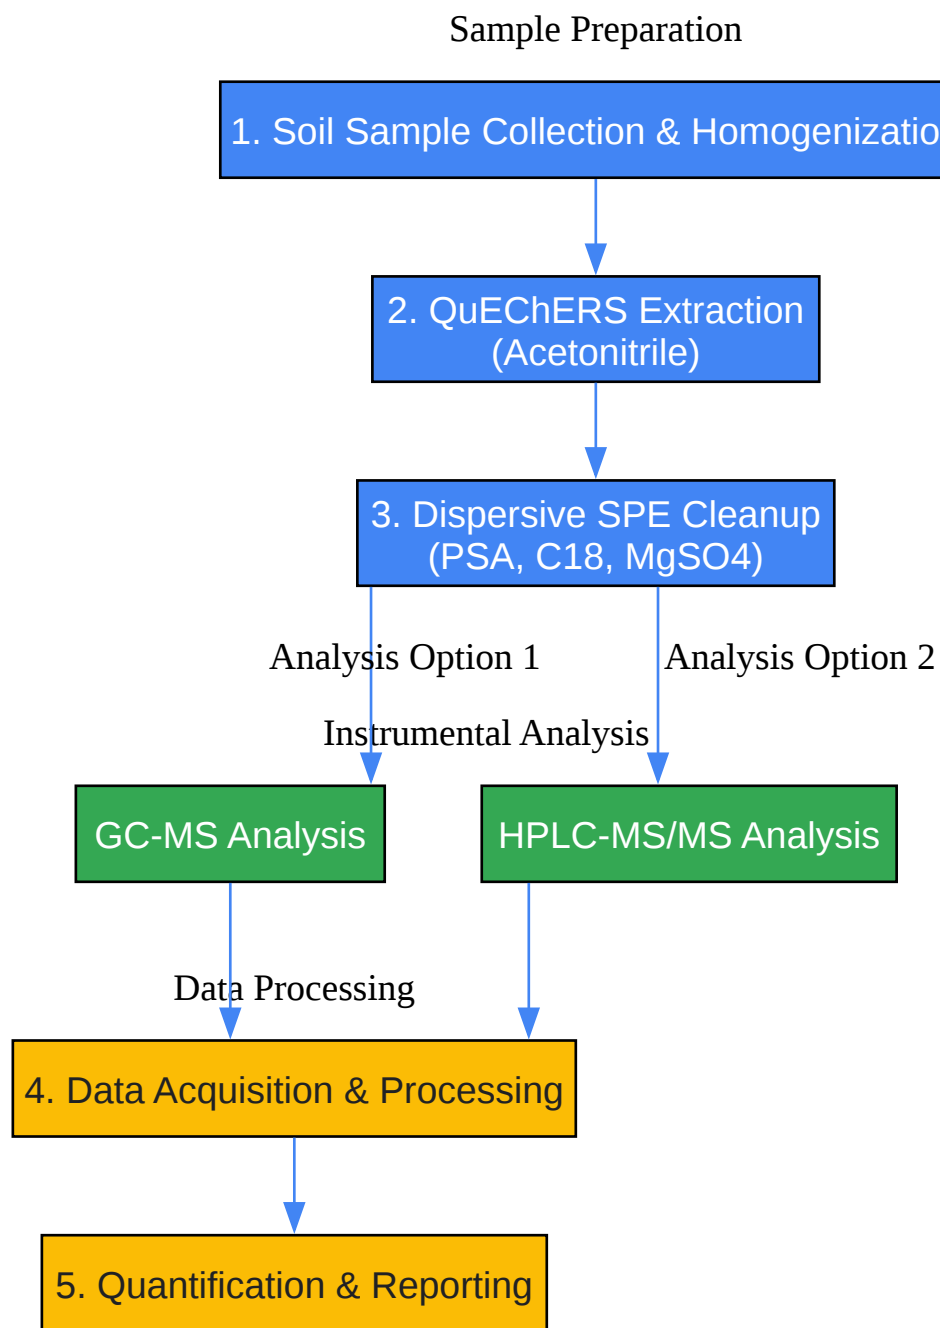 Sample Preparation
1. Soil Sample Collection & Homogenizatio
2. QuEChERS Extraction
(Acetonitrile)
3. Dispersive SPE Cleanup
(PSA, C18, MgSO4)
Analysis Option 1
Analysis Option 2
Instrumental Analysis
GC-MS Analysis
HPLC-MS/MS Analysis
Data Processing
4. Data Acquisition & Processing
5. Quantification & Reporting